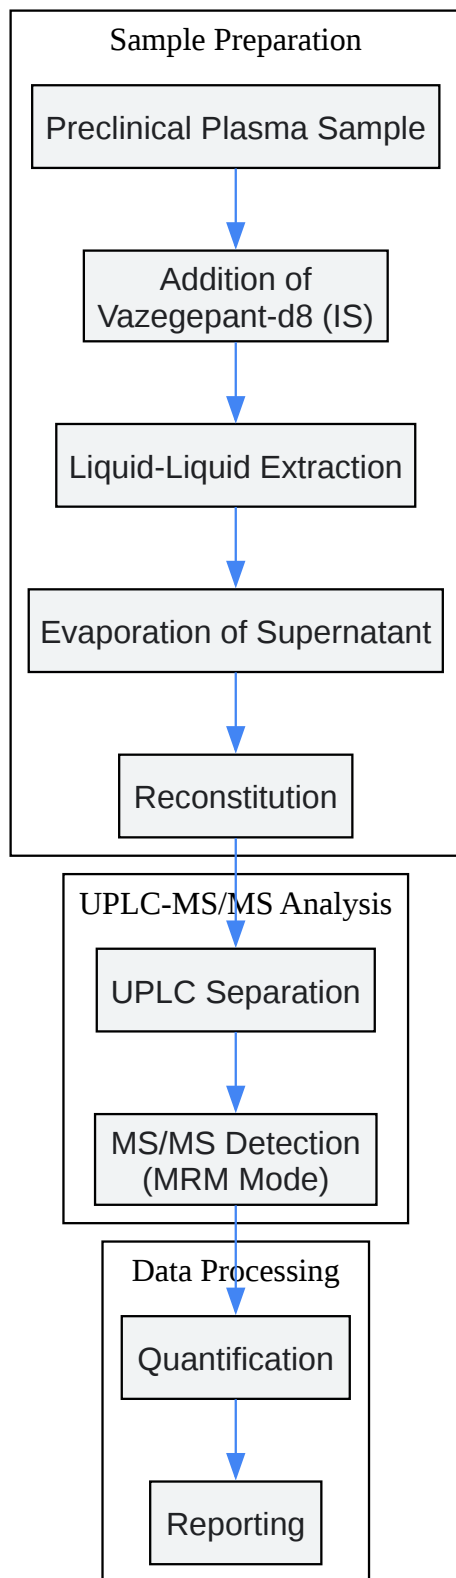 Sample Preparation
Preclinical Plasma Sample
Addition of
Vazegepant-d8 (IS)
Liquid-Liquid Extraction
Evaporation of Supernatant
Reconstitution
UPLC-MS/MS Analysis
UPLC Separation
MS/MS Detection
(MRM Mode)
Data Processing
Quantification
Reporting